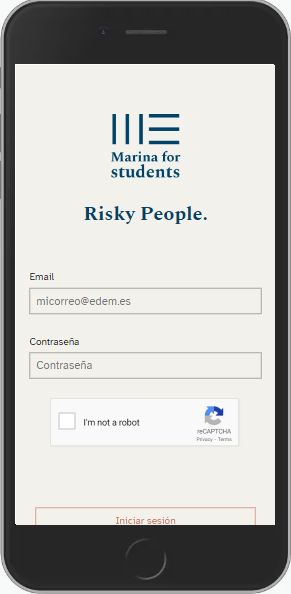 Marina for
students
Risky People.
Email
micorreo@edem.es
Contraseña
Contraseña
I'm not a robot
reCAPTCHA
Privacy - Terms
Iniciar sesión